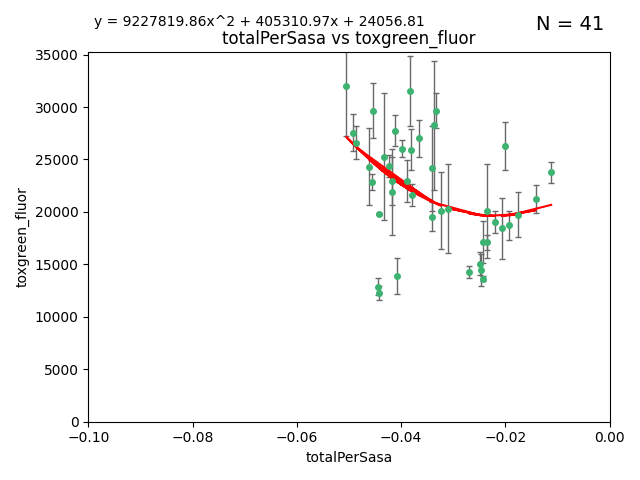 y = 9227819.86x^2 + 405310.97x + 24056.81
N = 41
totalPerSasa vs toxgreen_fluor
35000
30000
25000
20000
15000
10000
5000
0
toxgreen_fluor
−0.10 −0.08 −0.06 −0.04 −0.02 0.00
totalPerSasa